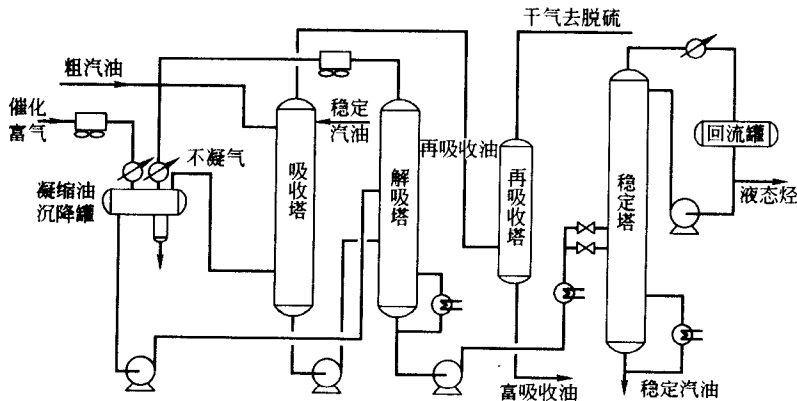 干气去脱硫
粗汽油
催化
富气
稳定
汽油
不凝气
再吸收油
回流罐
凝缩油
沉降罐
吸收塔
解吸塔
再吸收塔
稳定塔
液态烃
富吸收油
稳定汽油